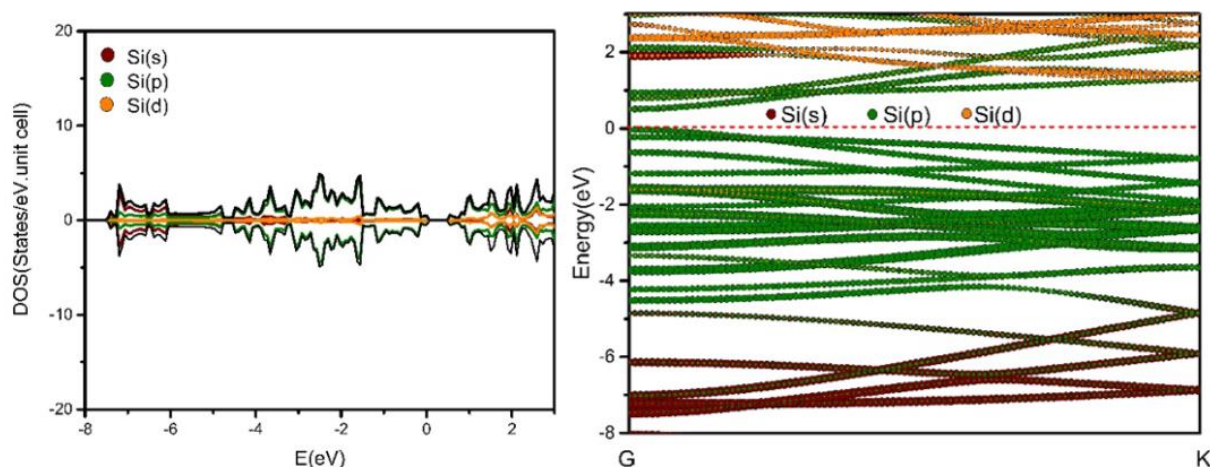 20
Si(s)
Si(p)
Si(d)
10
0
-10
-20
DOS(States/eV.unit cell)
-8 -6 -4 -2 0 2
E(eV)
2
0
-2
-4
-6
-8
Energy(eV)
Si(s) Si(p) Si(d)
G K